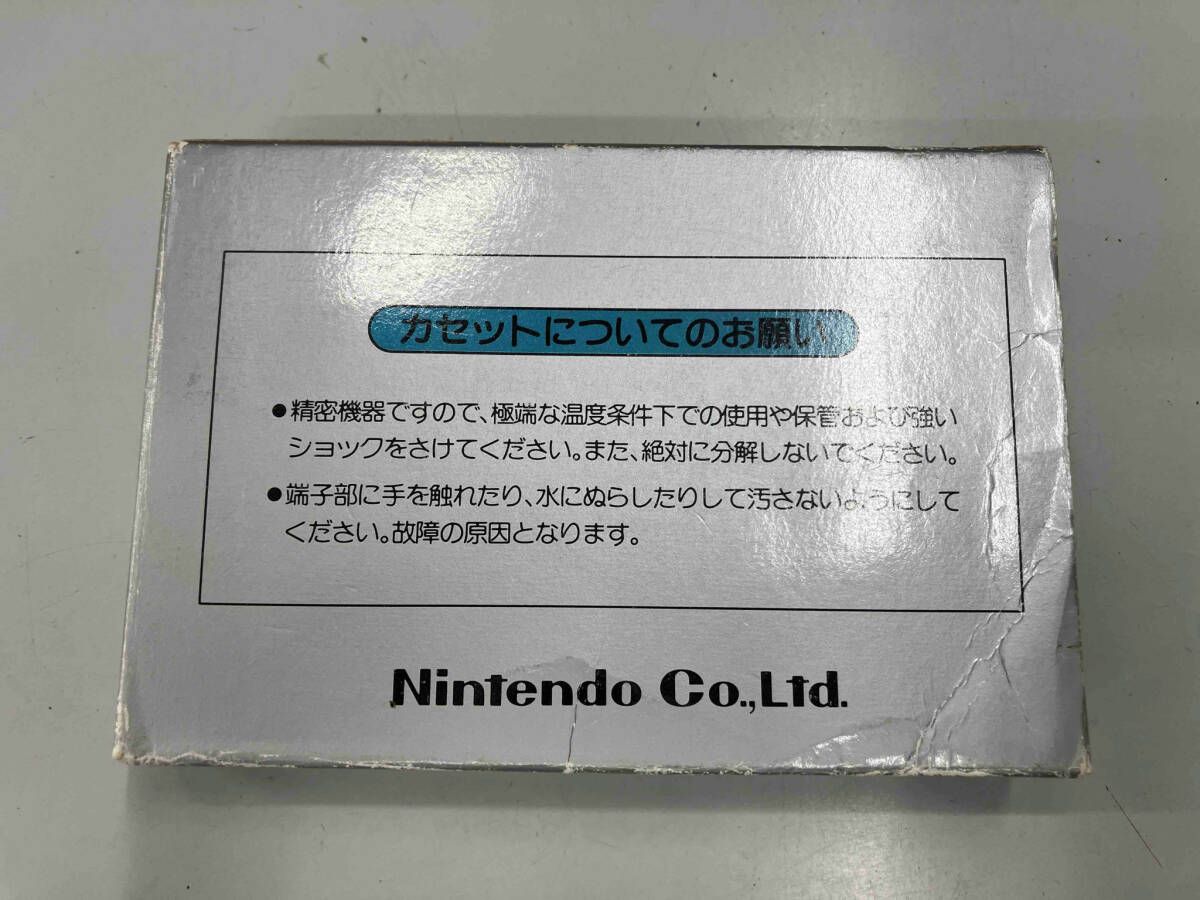 カセットについてのお願い
●精密機器ですので、極端な温度条件下での使用や保管および強い
ショックをさけてください。また、絶対に分解しないでください。
●端子部に手を触れたり、水にぬらしたりして汚さないようにして
ください。故障の原因となります。
Nintendo Co.,Ltd.